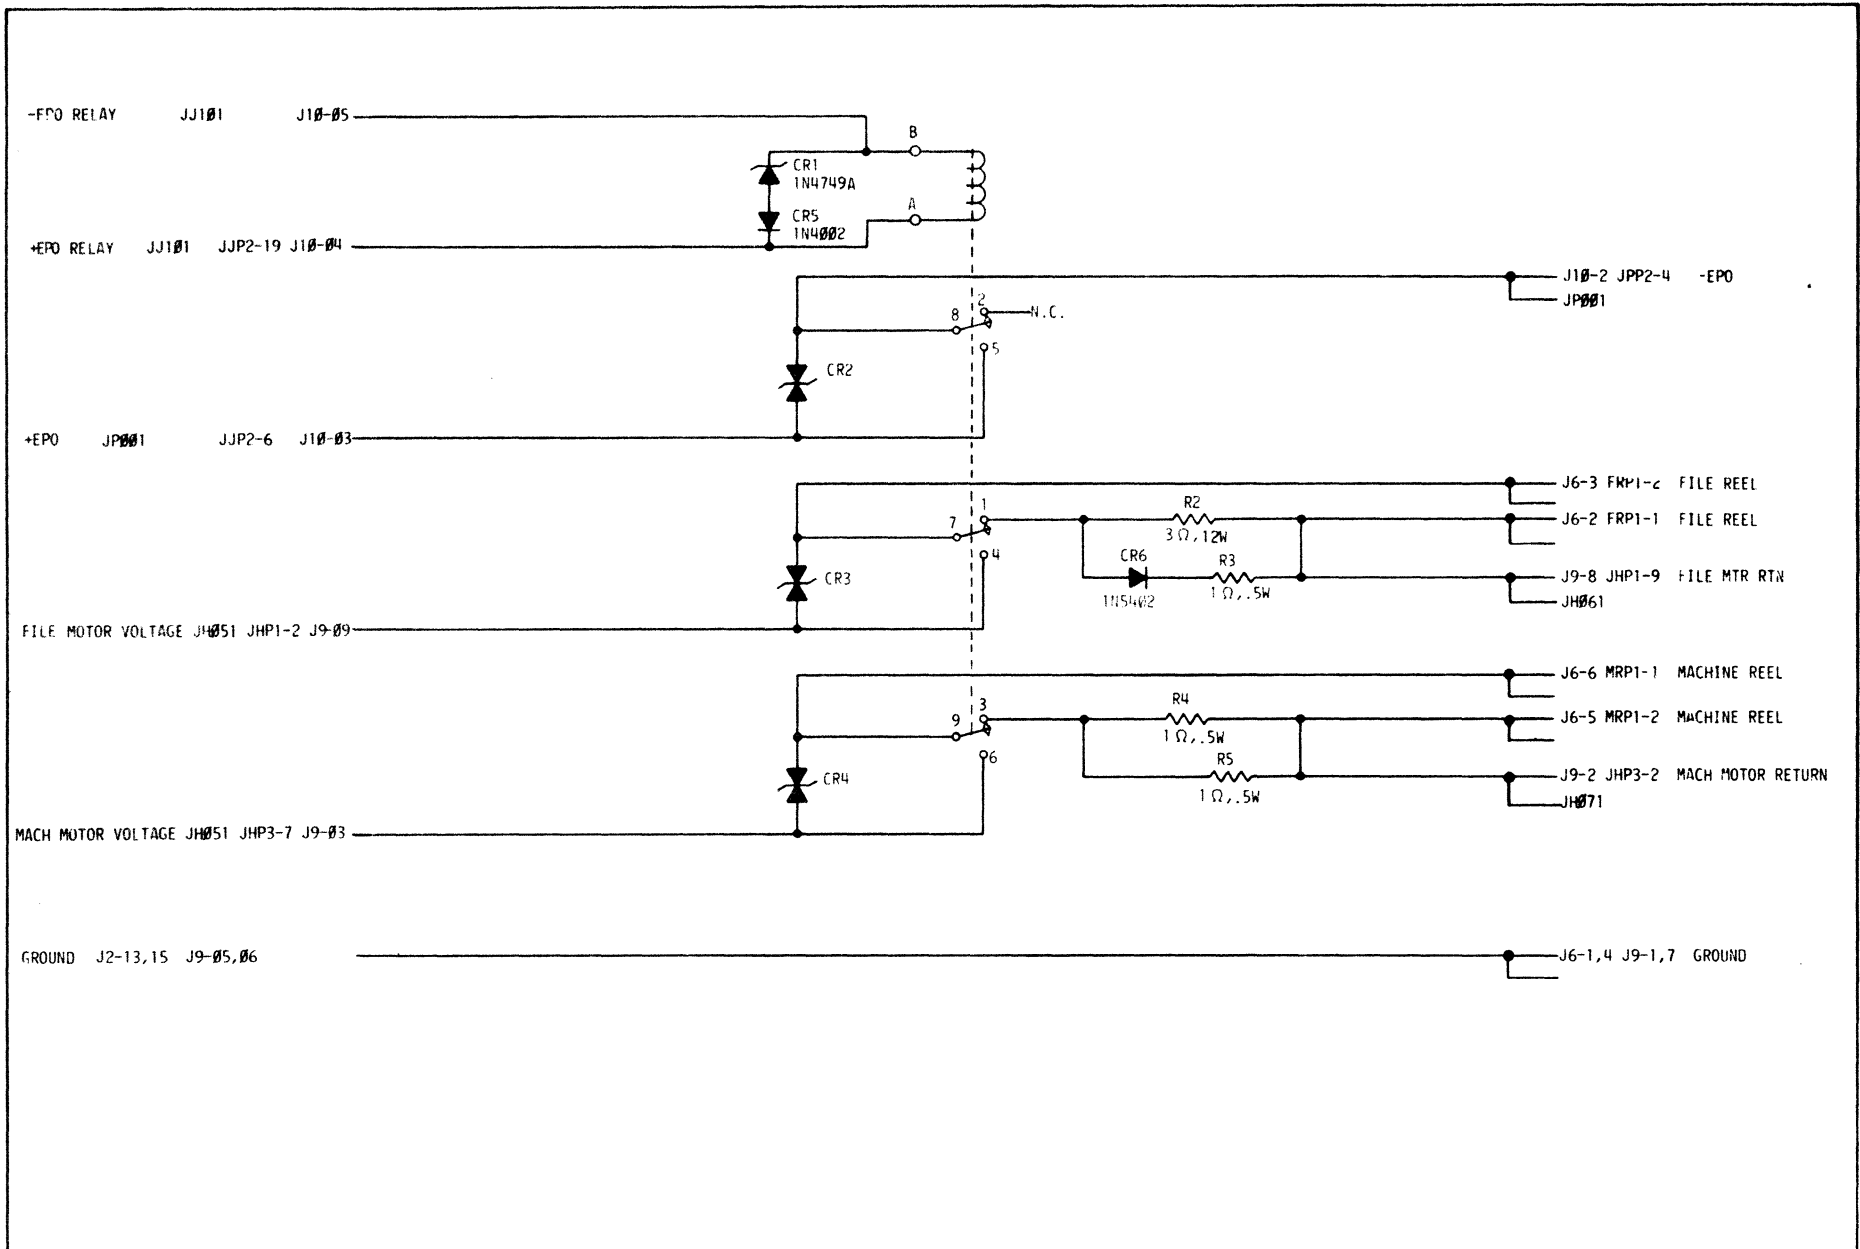 -EPO RELAY JJ1Ø1 J1Ø-Ø5
B
CR1
1N4749A
A
CR5
1N4ØØ2
+EPO RELAY JJ1Ø1 JJP2-19 J1Ø-Ø4
J1Ø-2 JPP2-4 -EPO
JPØØ1
2
N.C.
8
5
CR2
+EPO JPØØ1 JJP2-6 J1Ø-Ø3
J6-3 FRP1-2 FILE REEL
1
R2
J6-2 FRP1-1 FILE REEL
7
3Ω,12W
4
CR6
R3
CR3
J9-8 JHP1-9 FILE MTR RTN
1N54Ø2
1Ω,.5W
JHØ61
FILE MOTOR VOLTAGE JHØ51 JHP1-2 J9-Ø9
J6-6 MRP1-1 MACHINE REEL
3
R4
J6-5 MRP1-2 MACHINE REEL
9
1Ω,.5W
6
R5
CR4
J9-2 JHP3-2 MACH MOTOR RETURN
1Ω,.5W
JHØ71
MACH MOTOR VOLTAGE JHØ51 JHP3-7 J9-Ø3
GROUND J2-13,15 J9-Ø5,Ø6
J6-1,4 J9-1,7 GROUND